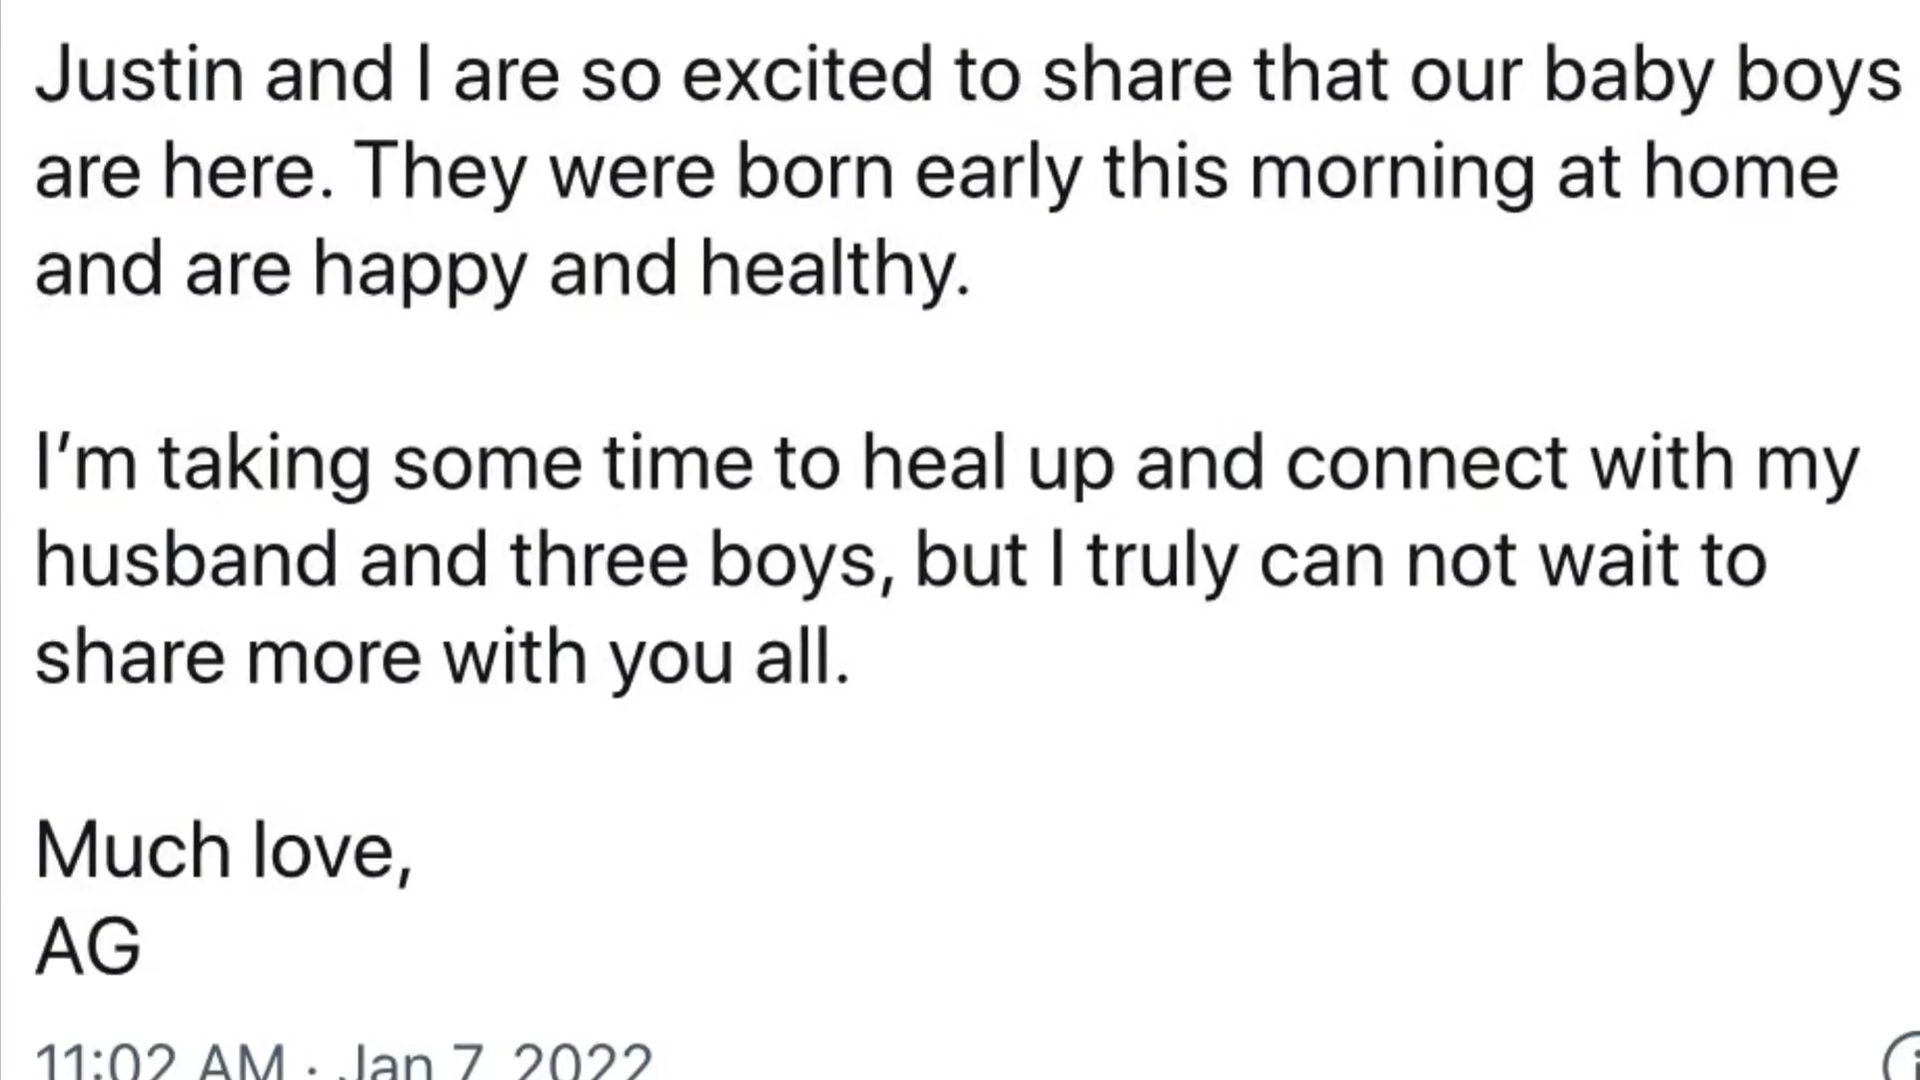 Justin and I are so excited to share that our baby boys
are here. They were born early this morning at home
and are happy and healthy.
I’m taking some time to heal up and connect with my
husband and three boys, but I truly can not wait to
share more with you all.
Much love,
AG
11:02 AM · Jan 7, 2022